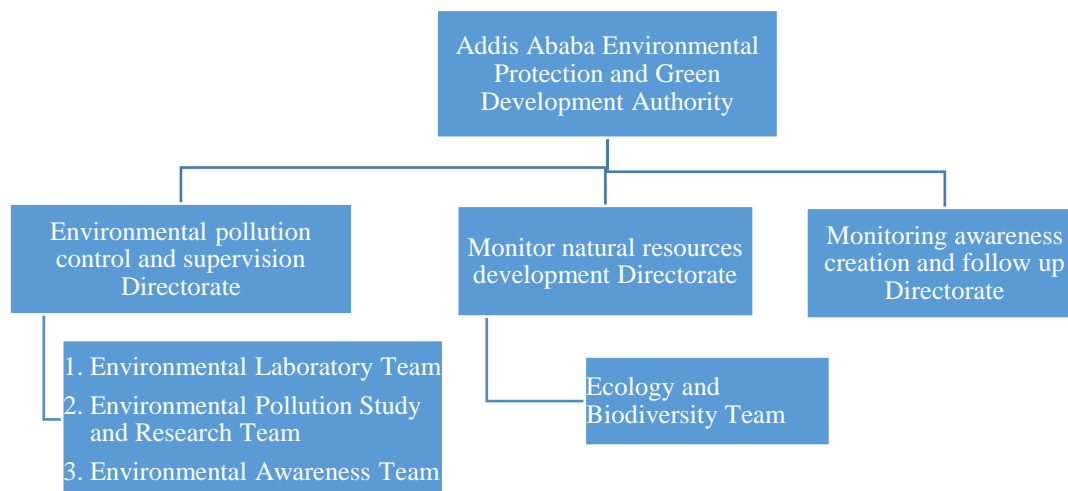 Addis Ababa Environmental
Protection and Green
Development Authority
Environmental pollution
control and supervision
Directorate
Monitor natural resources
development Directorate
Monitoring awareness
creation and follow up
Directorate
1. Environmental Laboratory Team
2. Environmental Pollution Study
and Research Team
3. Environmental Awareness Team
Ecology and
Biodiversity Team